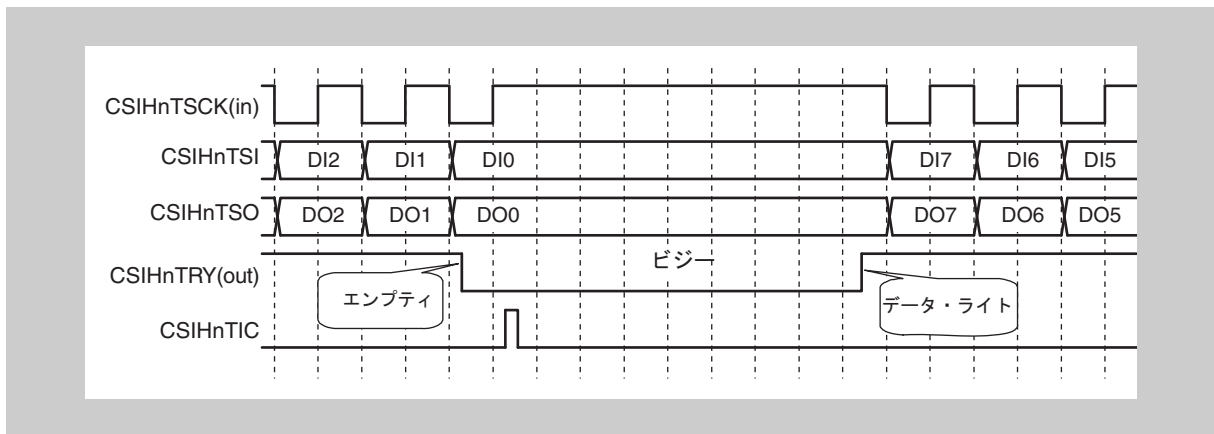 CSIHnTSCK(in)
CSIHnTSI DI2 DI1 DI0 DI7 DI6 DI5
CSIHnTSO DO2 DO1 DO0 DO7 DO6 DO5
CSIHnTRY(out) ビジー
エンプティ データ・ライト
CSIHnTIC